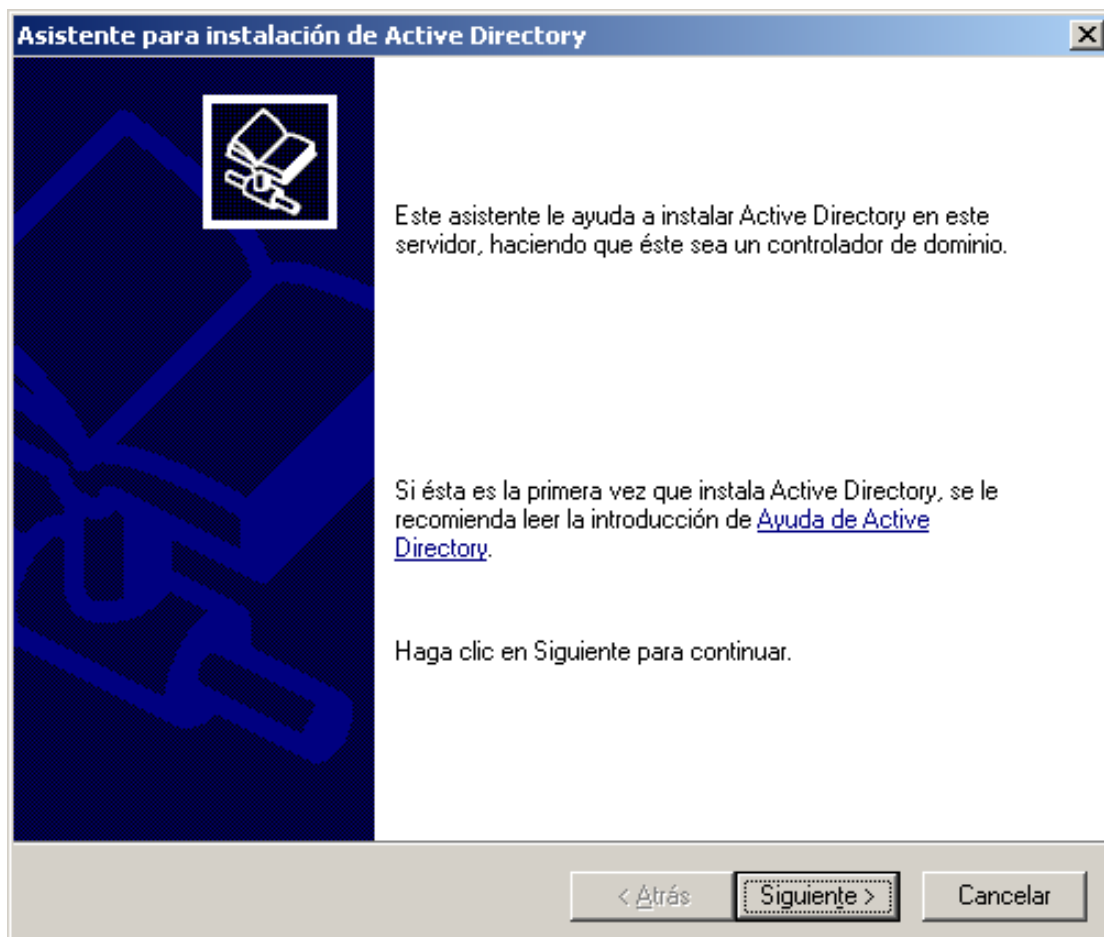 Asistente para instalación de Active Directory
Este asistente le ayuda a instalar Active Directory en este
servidor, haciendo que éste sea un controlador de dominio.
Si ésta es la primera vez que instala Active Directory, se le
recomienda leer la introducción de Ayuda de Active
Directory.
Haga clic en Siguiente para continuar.
< Atrás
Siguiente >
Cancelar